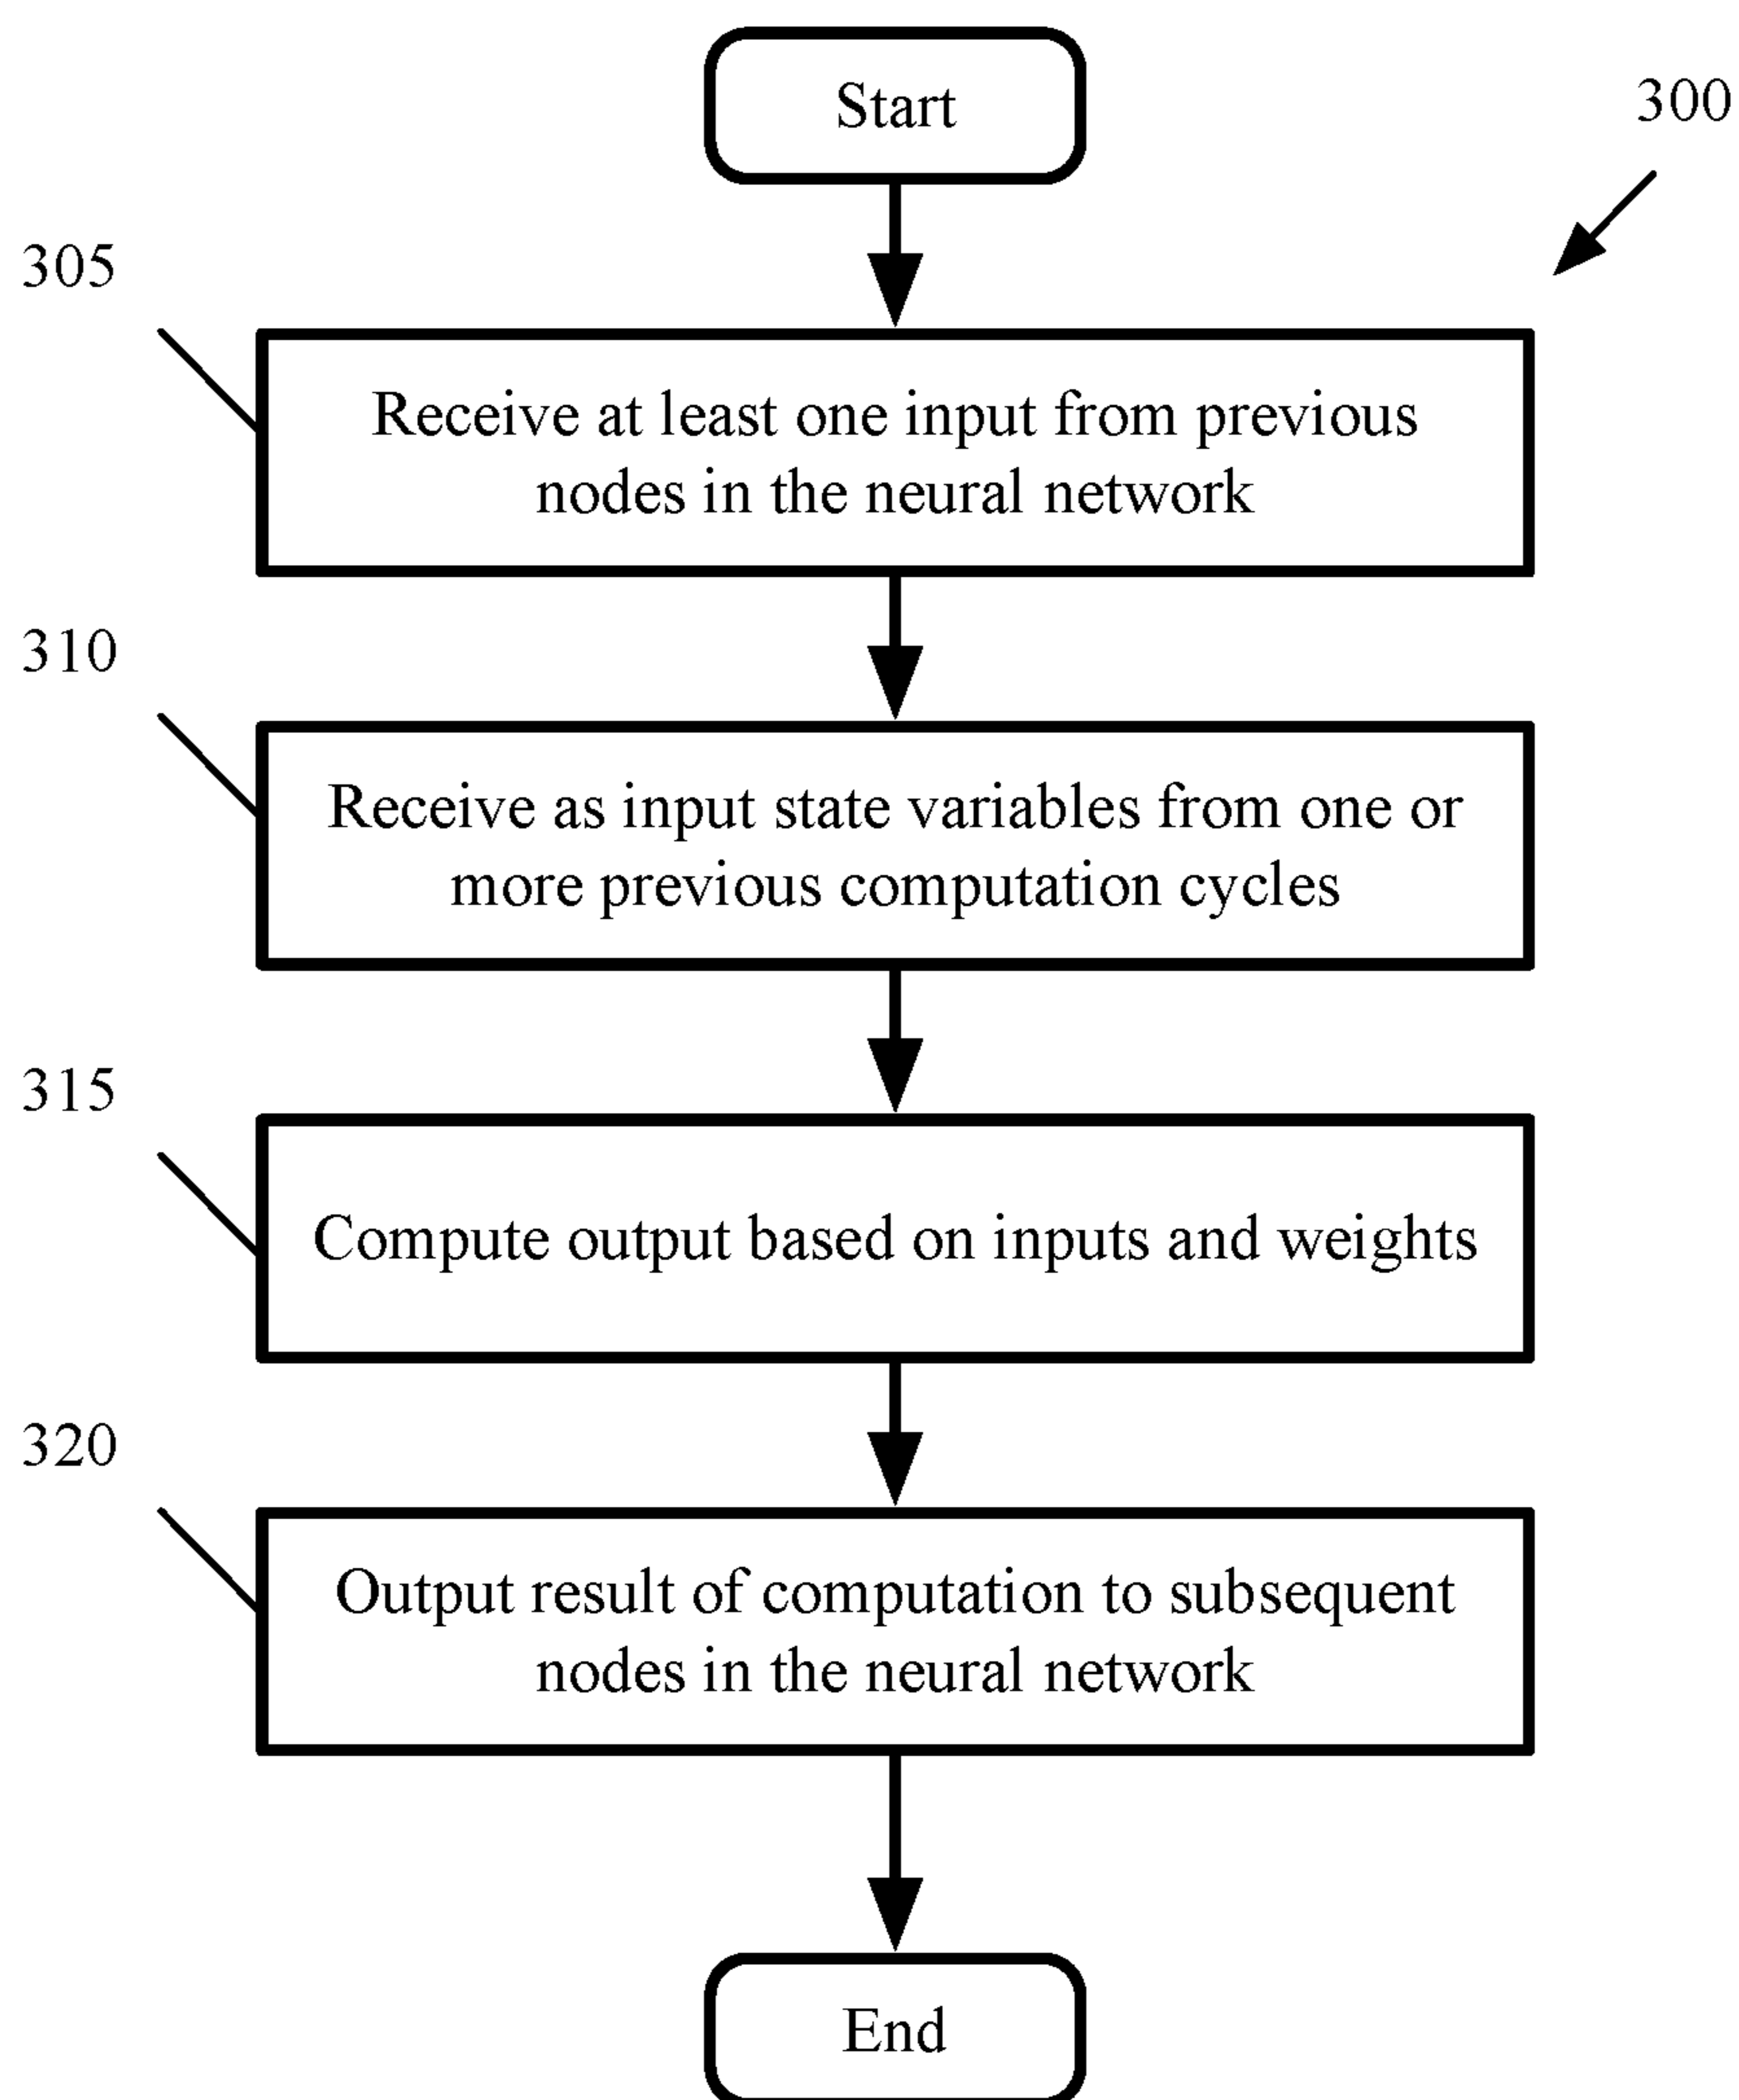 Start
300
305
Receive at least one input from previous
nodes in the neural network
310
Receive as input state variables from one or
more previous computation cycles
315
Compute output based on inputs and weights
320
Output result of computation to subsequent
nodes in the neural network
End